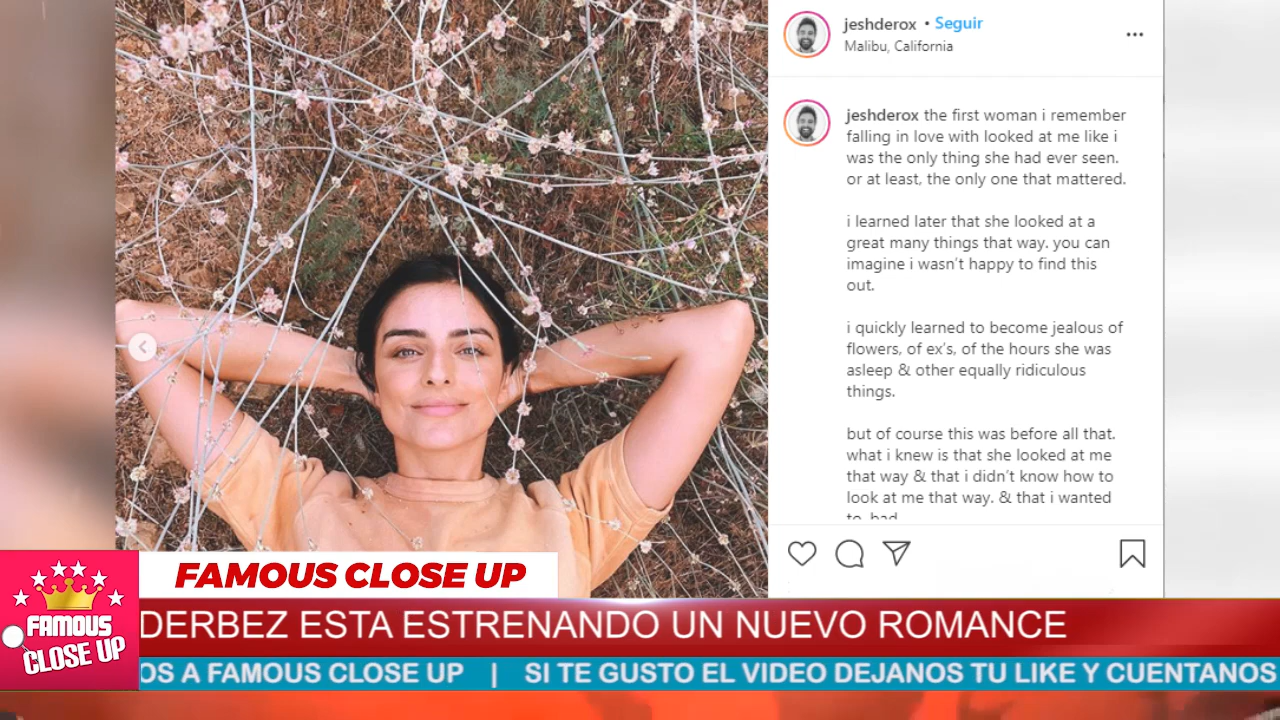 jeshderox • Seguir
Malibu, California
jeshderox the first woman i remember
falling in love with looked at me like i
was the only thing she had ever seen.
or at least, the only one that mattered.
i learned later that she looked at a
great many things that way. you can
imagine i wasn't happy to find this
out.
i quickly learned to become jealous of
flowers, of ex's, of the hours she was
asleep & other equally ridiculous
things.
but of course this was before all that.
what i knew is that she looked at me
that way & that i didn't know how to
look at me that way. & that i wanted
FAMOUS CLOSE UP
FAMOUS
CLOSE UP
DERBEZ ESTA ESTRENANDO UN NUEVO ROMANCE
OS A FAMOUS CLOSE UP | SI TE GUSTO EL VIDEO DEJANOS TU LIKE Y CUENTANOS